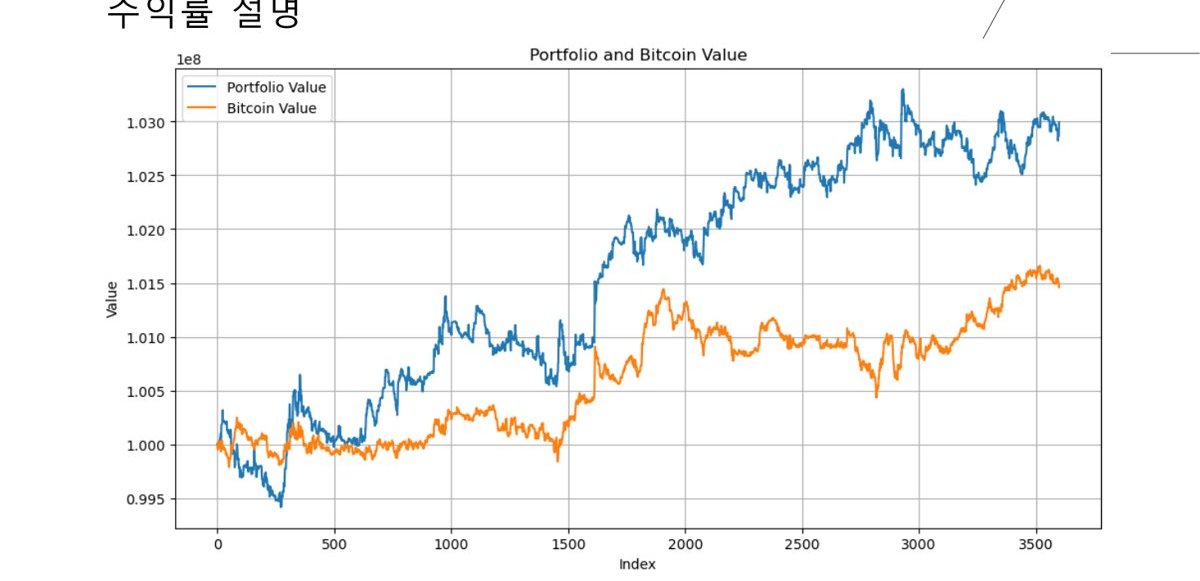 수익률 설명
Portfolio and Bitcoin Value
1e8
Portfolio Value
Bitcoin Value
1.030
1.025
1.020
1.015
1.010
1.005
1.000
0.995
Value
0 500 1000 1500 2000 2500 3000 3500
Index